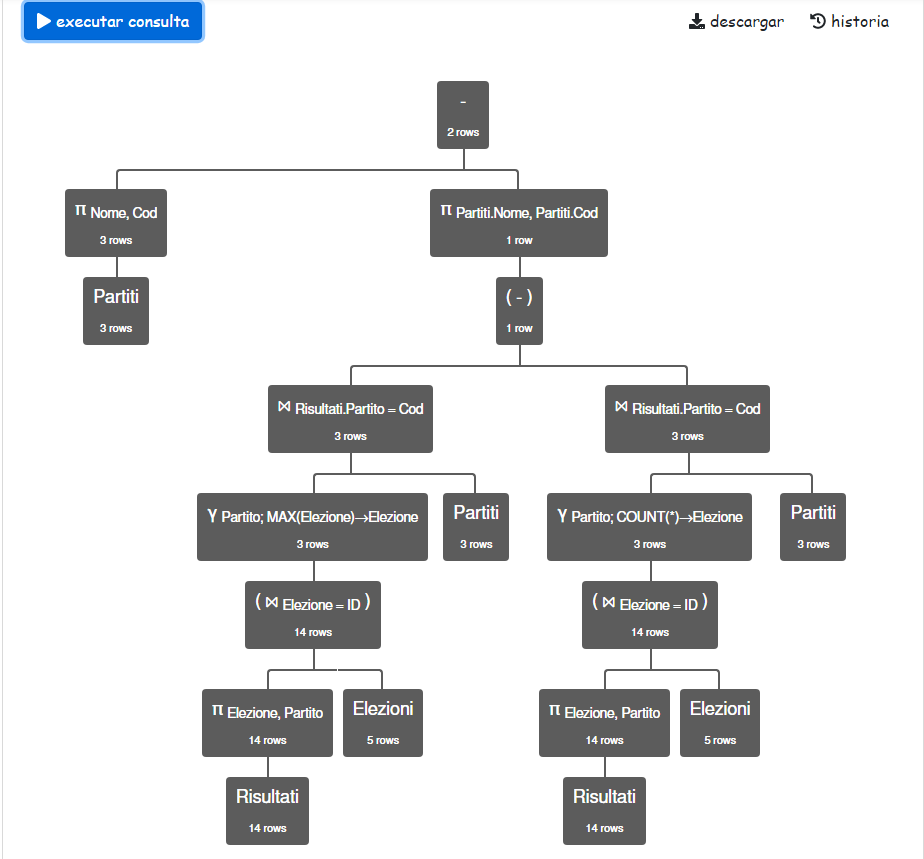 executar consulta
descargar
historia
-
2 rows
π Nome, Cod
3 rows
π Partiti.Nome, Partiti.Cod
1 row
Partiti
3 rows
( - )
1 row
⋈ Risultati.Partito = Cod
3 rows
⋈ Risultati.Partito = Cod
3 rows
γ Partito; MAX(Elezione)→Elezione
3 rows
Partiti
3 rows
γ Partito; COUNT(*)→Elezione
3 rows
Partiti
3 rows
( ⋈ Elezione = ID )
14 rows
( ⋈ Elezione = ID )
14 rows
π Elezione, Partito
14 rows
Elezioni
5 rows
π Elezione, Partito
14 rows
Elezioni
5 rows
Risultati
14 rows
Risultati
14 rows